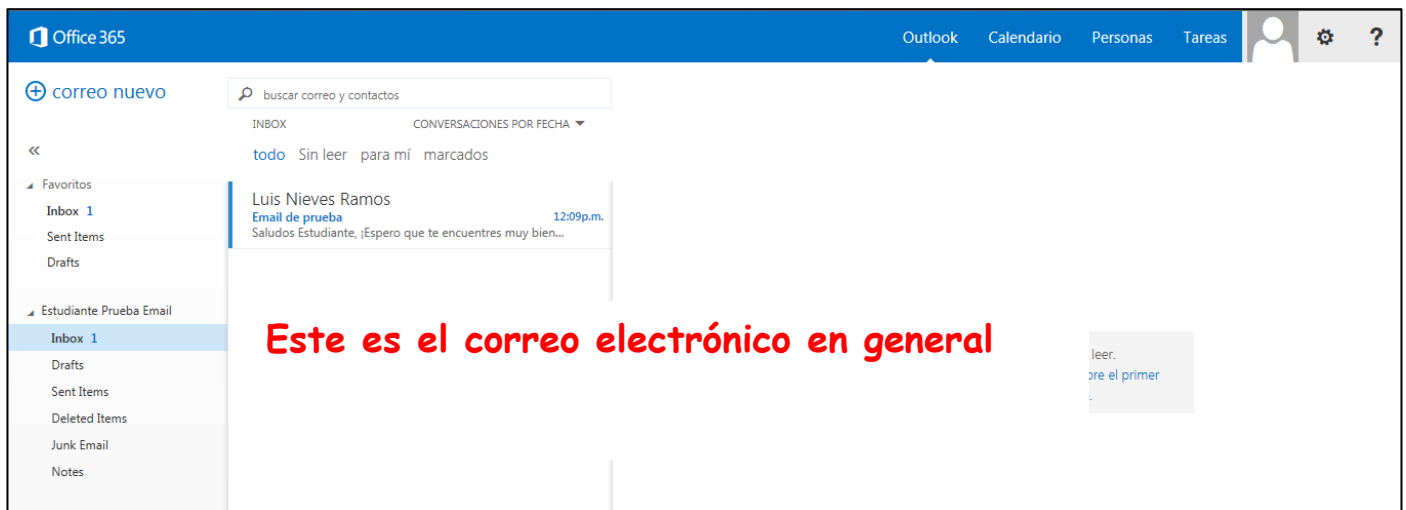 Office 365
Outlook Calendario Personas Tareas ?
correo nuevo
buscar correo y contactos
INBOX CONVERSACIONES POR FECHA
todo Sin leer para mí marcados
Favoritos
Inbox 1
Sent Items
Drafts
Estudiante Prueba Email
Inbox 1
Drafts
Sent Items
Deleted Items
Junk Email
Notes
Luis Nieves Ramos
Email de prueba 12:09p.m.
Saludos Estudiante, ¡Espero que te encuentres muy bien...
Este es el correo electrónico en general
leer.
el primer